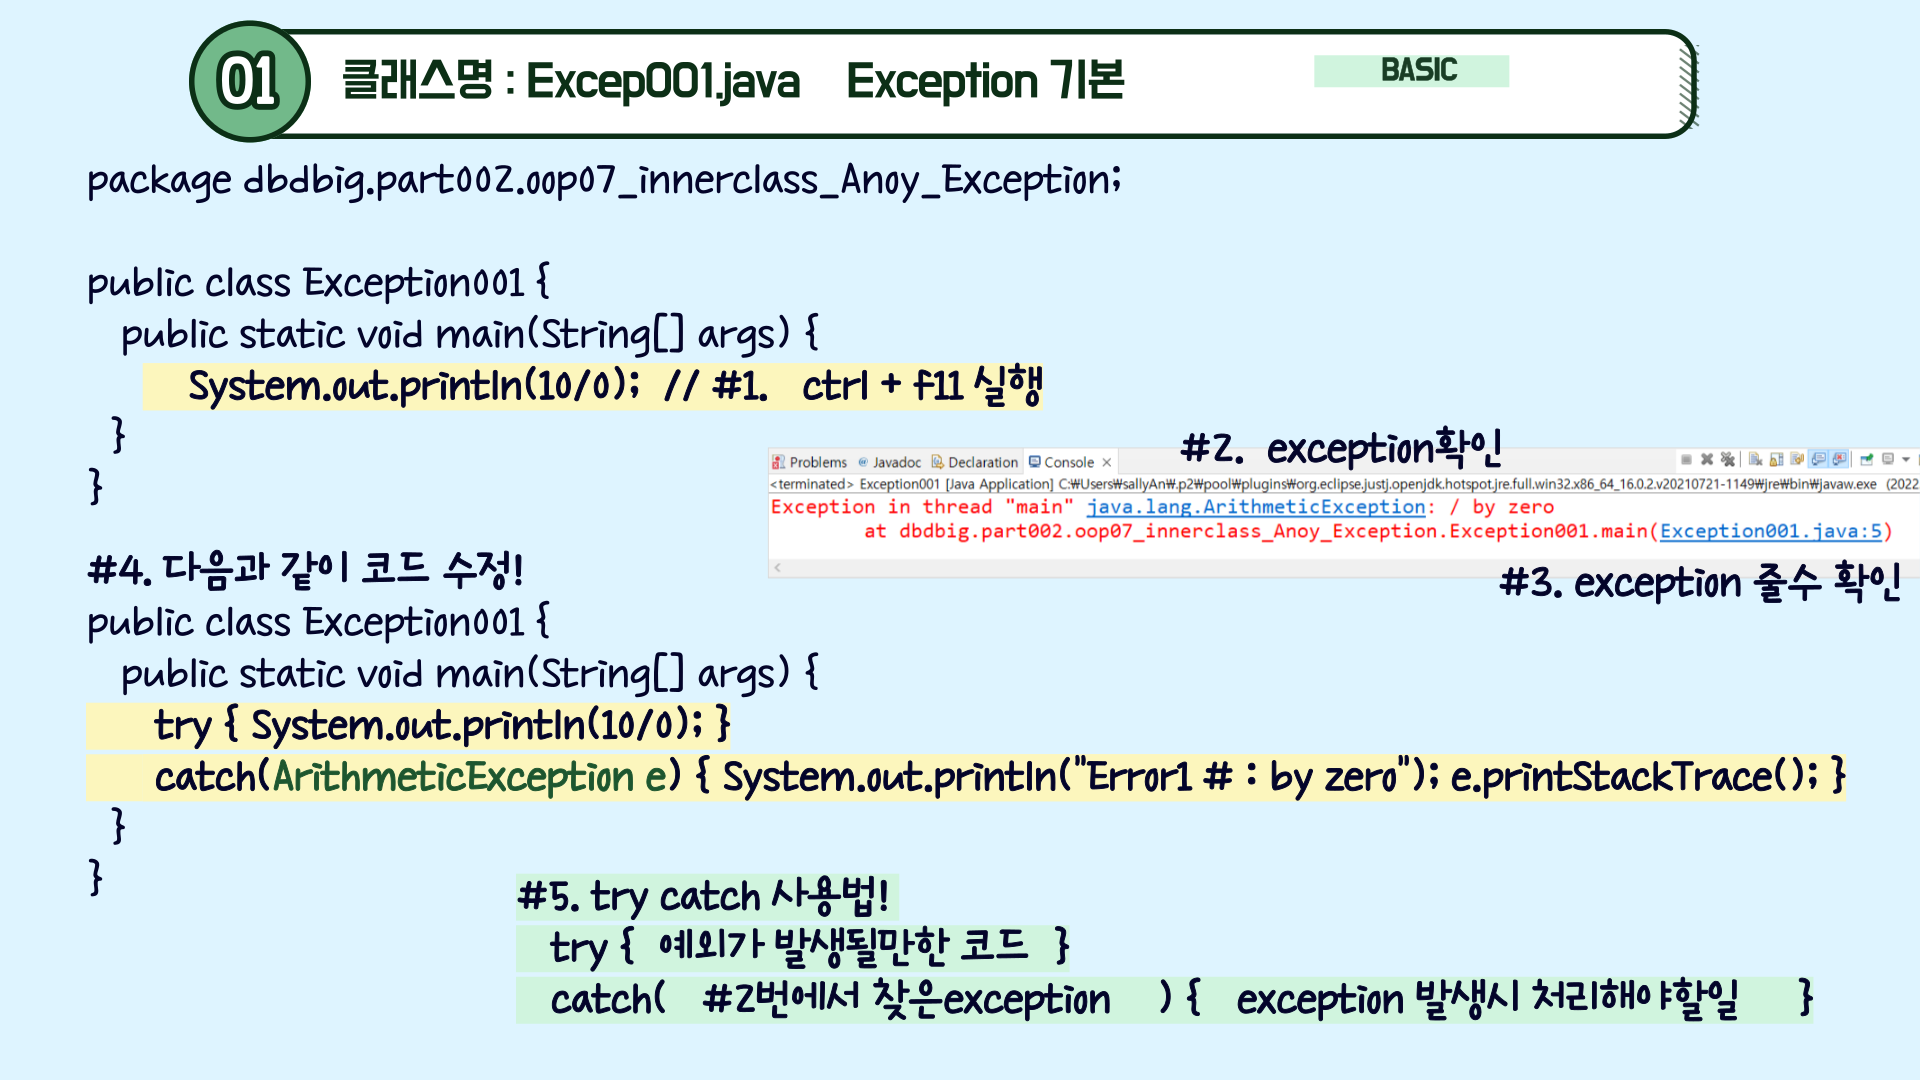 01
클래스명 : Excep001.java Exception 기본
BASIC
package dbdbig.part002.oop07_innerclass_Anoy_Exception;
public class Exception001 {
public static void main(String[] args) {
System.out.println(10/0); // #1. ctrl + f11 실행
}
}
#2. exception확인
Problems @ Javadoc Declaration Console ×
<terminated> Exception001 [Java Application] C:₩Users₩sallyAn₩.p2₩pool₩plugins₩org.eclipse.justj.openjdk.hotspot.jre.full.win32.x86_64_16.0.2.v20210721-1149₩jre₩bin₩javaw.exe (2022
Exception in thread "main" java.lang.ArithmeticException: / by zero
at dbdbig.part002.oop07_innerclass_Anoy_Exception.Exception001.main(Exception001.java:5)
#3. exception 줄수 확인
#4. 다음과 같이 코드 수정!
public class Exception001 {
public static void main(String[] args) {
try { System.out.println(10/0); }
catch(ArithmeticException e) { System.out.println("Error1 # : by zero"); e.printStackTrace(); }
}
}
#5. try catch 사용법!
try { 예외가 발생될만한 코드 }
catch( #2번에서 찾은exception ) { exception 발생시 처리해야할일 }